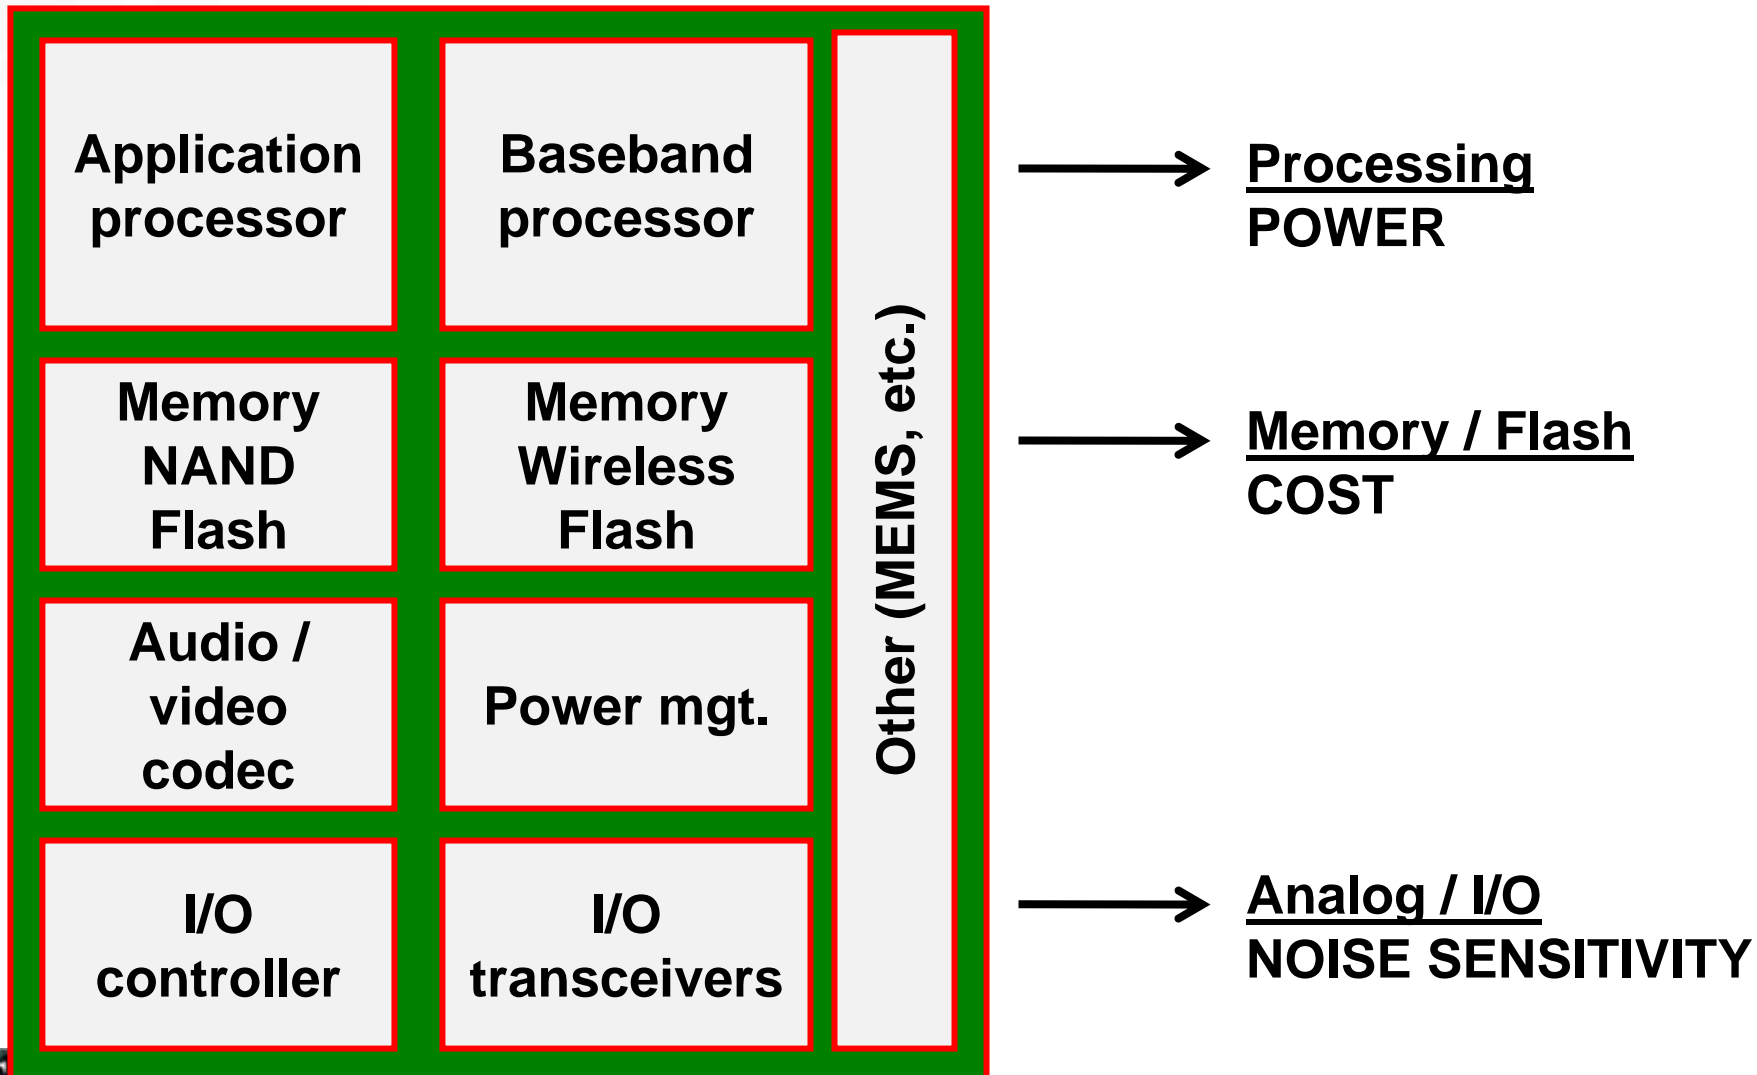 Application
processor
Baseband
processor
Memory
NAND
Flash
Memory
Wireless
Flash
Audio /
video
codec
Power mgt.
I/O
controller
I/O
transceivers
Other (MEMS, etc.)
Processing
POWER
Memory / Flash
COST
Analog / I/O
NOISE SENSITIVITY